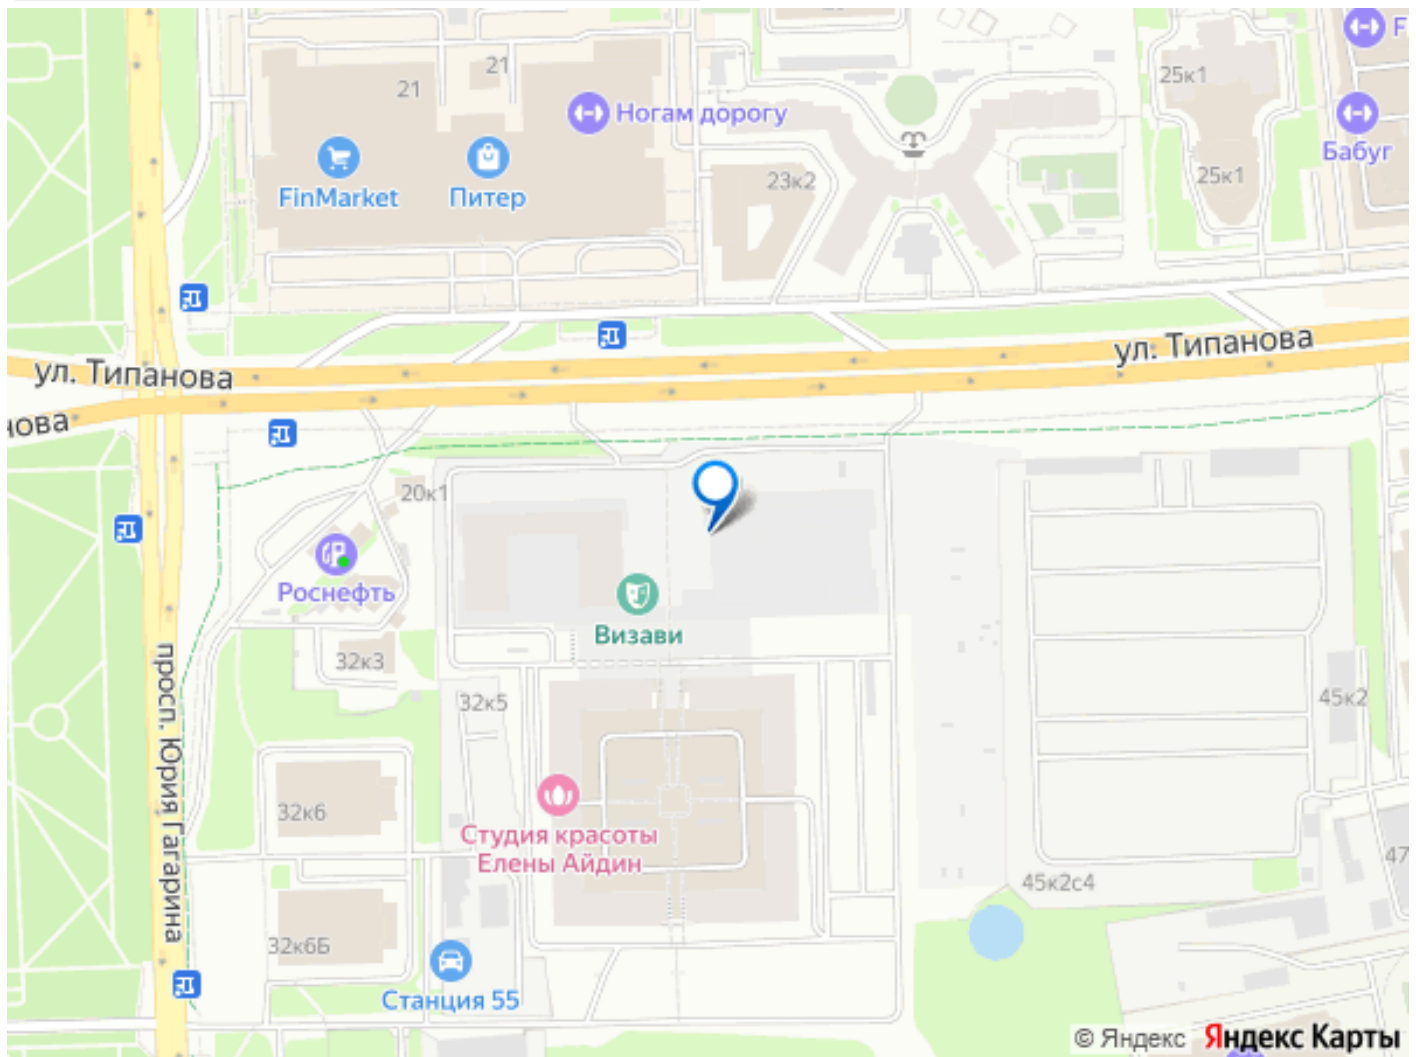 21
21
25к1
Ногам дорогу
Бабуг
FinMarket
Питер
23к2
25к1
ул. Типанова
ул. Типанова
нова
20к1
Роснефть
Визави
32к3
32к5
45к2
просп. Юрия Гагарина
32к6
Студия красоты
Елены Айдин
47
45к2с4
32к6Б
Станция 55
© Яндекс Яндекс Карты